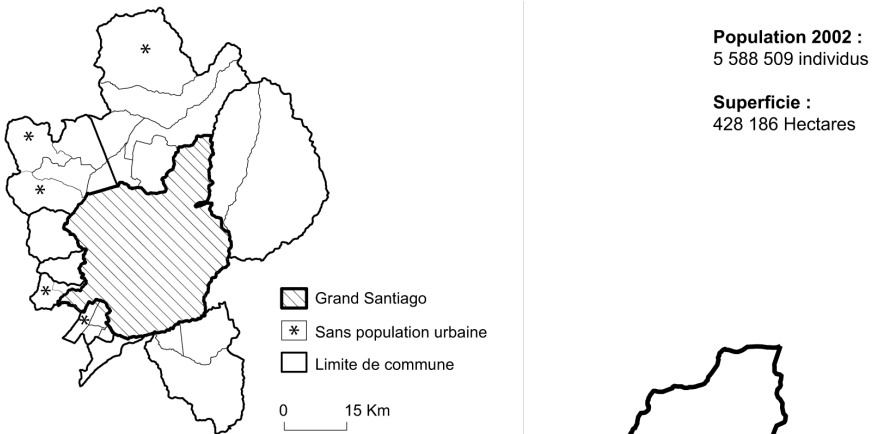 Population 2002 :
5 588 509 individus
Superficie :
428 186 Hectares
Grand Santiago
* Sans population urbaine
Limite de commune
0 15 Km